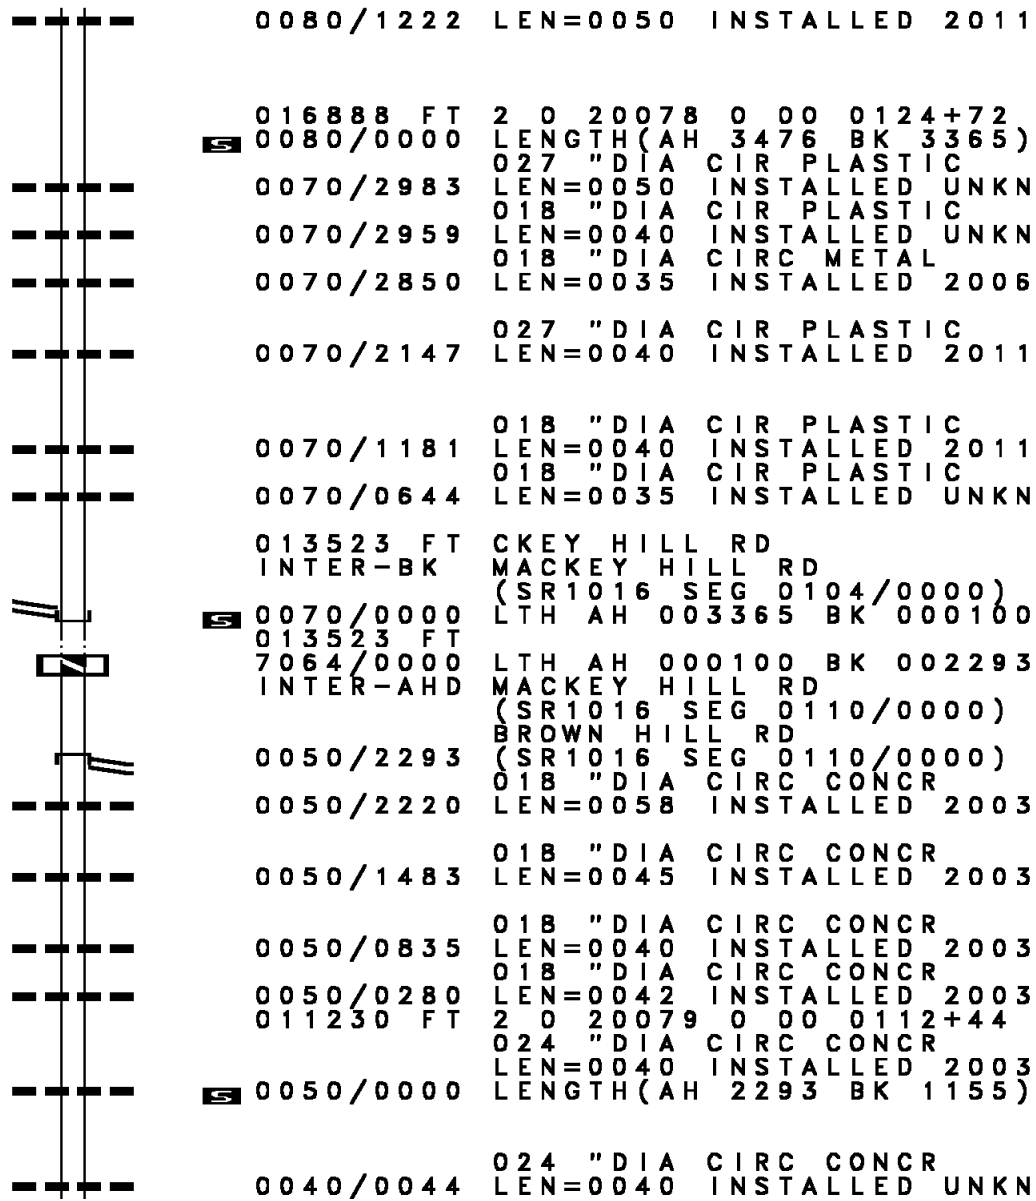 0080/1222 LEN=0050 INSTALLED 2011
016888 FT 2 0 20078 0 00 0124+72
S 0080/0000 LENGTH(AH 3476 BK 3365)
027 "DIA CIR PLASTIC
0070/2983 LEN=0050 INSTALLED UNKN
018 "DIA CIR PLASTIC
0070/2959 LEN=0040 INSTALLED UNKN
018 "DIA CIRC METAL
0070/2850 LEN=0035 INSTALLED 2006
027 "DIA CIR PLASTIC
0070/2147 LEN=0040 INSTALLED 2011
018 "DIA CIR PLASTIC
0070/1181 LEN=0040 INSTALLED 2011
018 "DIA CIR PLASTIC
0070/0644 LEN=0035 INSTALLED UNKN
013523 FT CKEY HILL RD
INTER-BK MACKEY HILL RD
(SR1016 SEG 0104/0000)
S 0070/0000 LTH AH 003365 BK 000100
013523 FT
7064/0000 LTH AH 000100 BK 002293
INTER-AHD MACKEY HILL RD
(SR1016 SEG 0110/0000)
BROWN HILL RD
0050/2293 (SR1016 SEG 0110/0000)
018 "DIA CIRC CONCR
0050/2220 LEN=0058 INSTALLED 2003
018 "DIA CIRC CONCR
0050/1483 LEN=0045 INSTALLED 2003
018 "DIA CIRC CONCR
0050/0835 LEN=0040 INSTALLED 2003
018 "DIA CIRC CONCR
0050/0280 LEN=0042 INSTALLED 2003
011230 FT 2 0 20079 0 00 0112+44
024 "DIA CIRC CONCR
LEN=0040 INSTALLED 2003
S 0050/0000 LENGTH(AH 2293 BK 1155)
024 "DIA CIRC CONCR
0040/0044 LEN=0040 INSTALLED UNKN